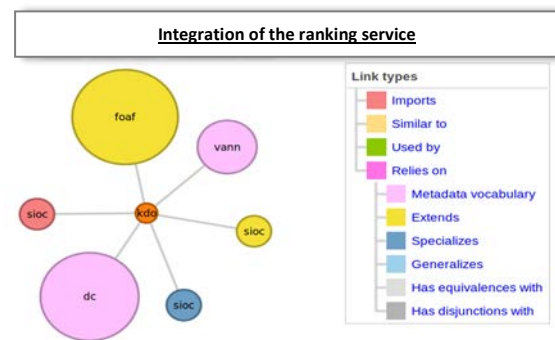 Integration of the ranking service
foaf
vann
sioc
kdo
sioc
dc
sioc
Link types
Imports
Similar to
Used by
Relies on
Metadata vocabulary
Extends
Specializes
Generalizes
Has equivalences with
Has disjunctions with